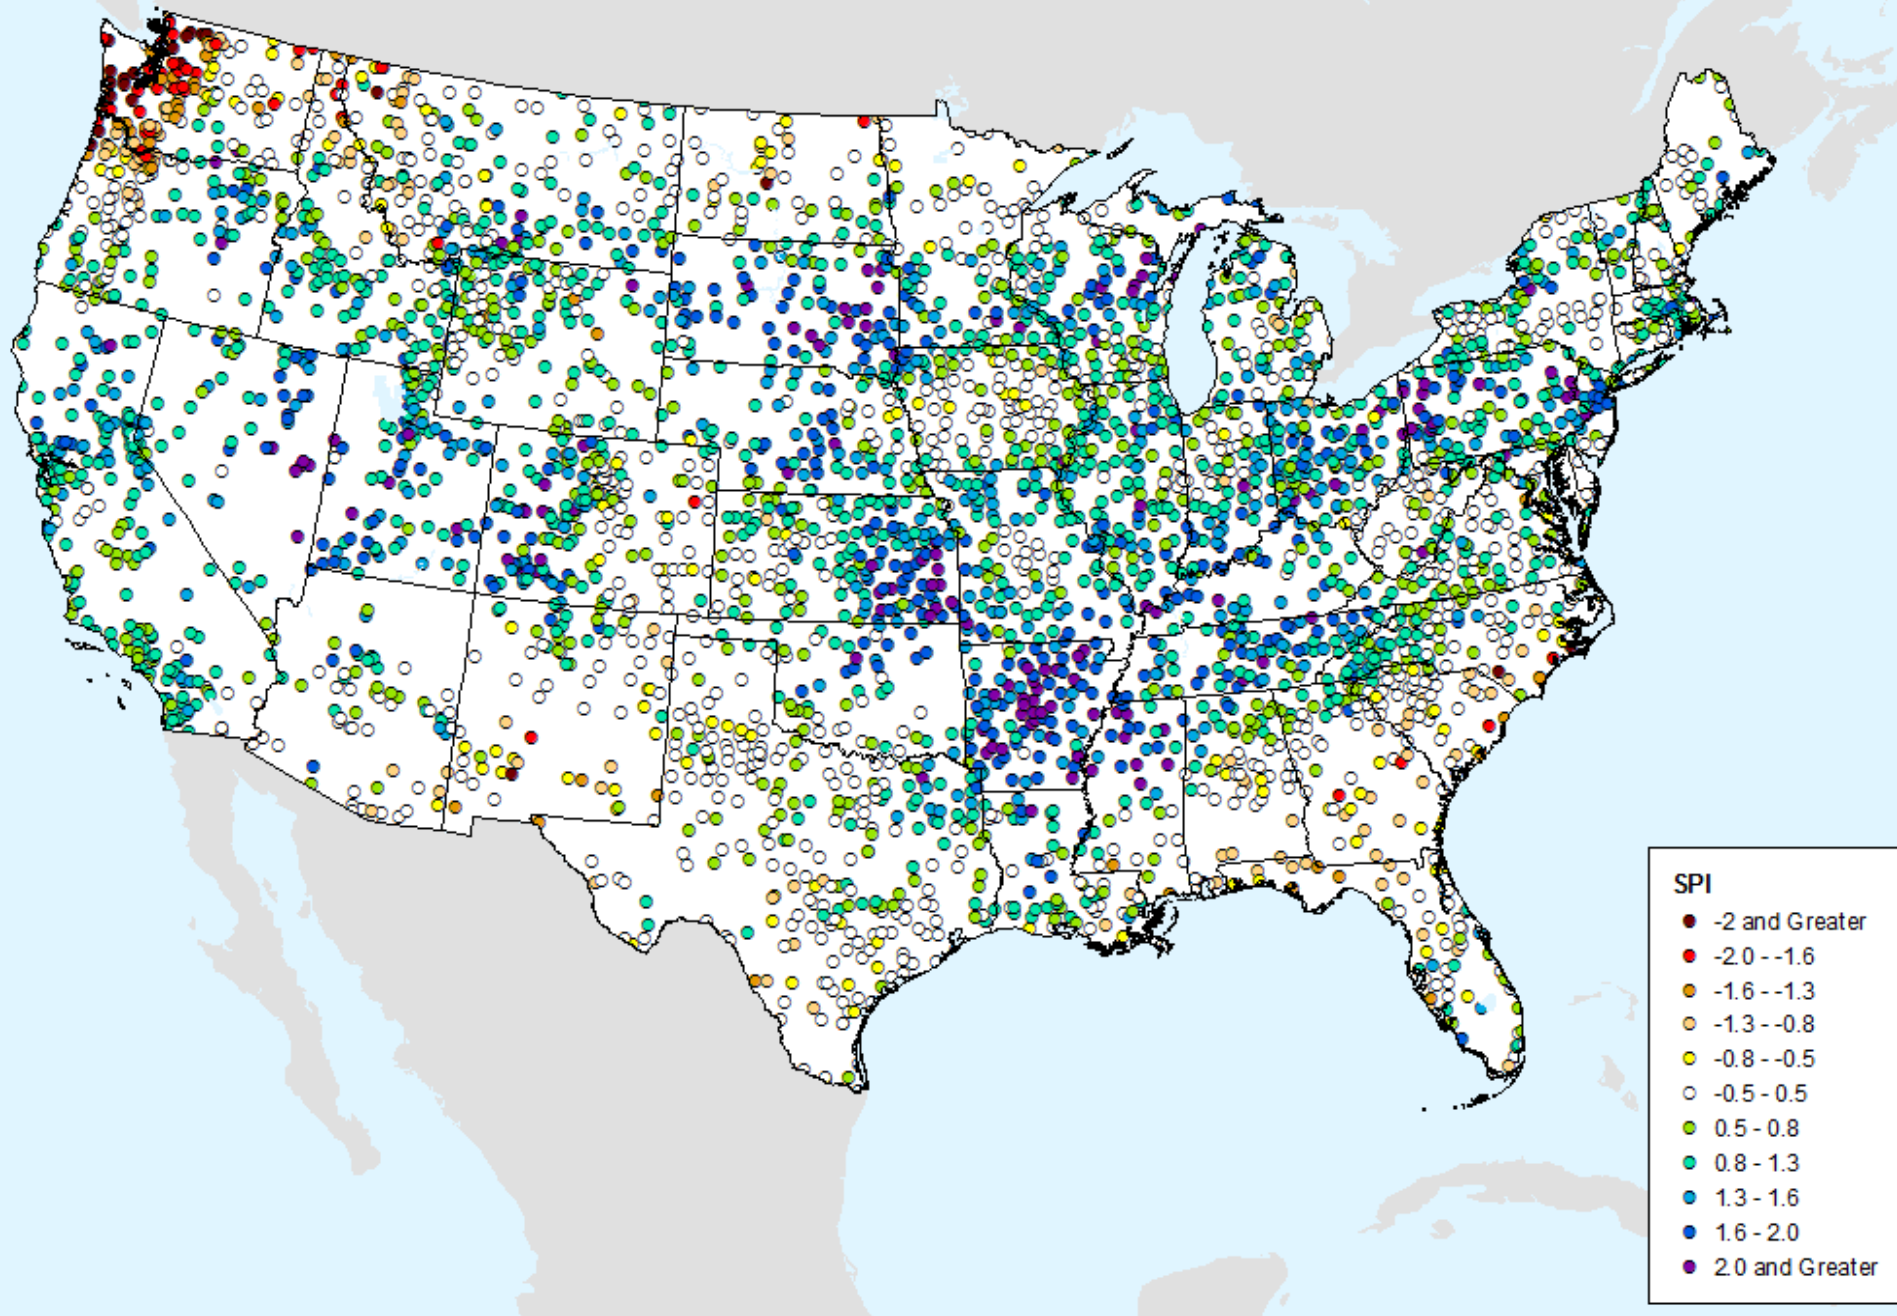 SPI
-2 and Greater
-2.0 - -1.6
-1.6 - -1.3
-1.3 - -0.8
-0.8 - -0.5
-0.5 - 0.5
0.5 - 0.8
0.8 - 1.3
1.3 - 1.6
1.6 - 2.0
2.0 and Greater